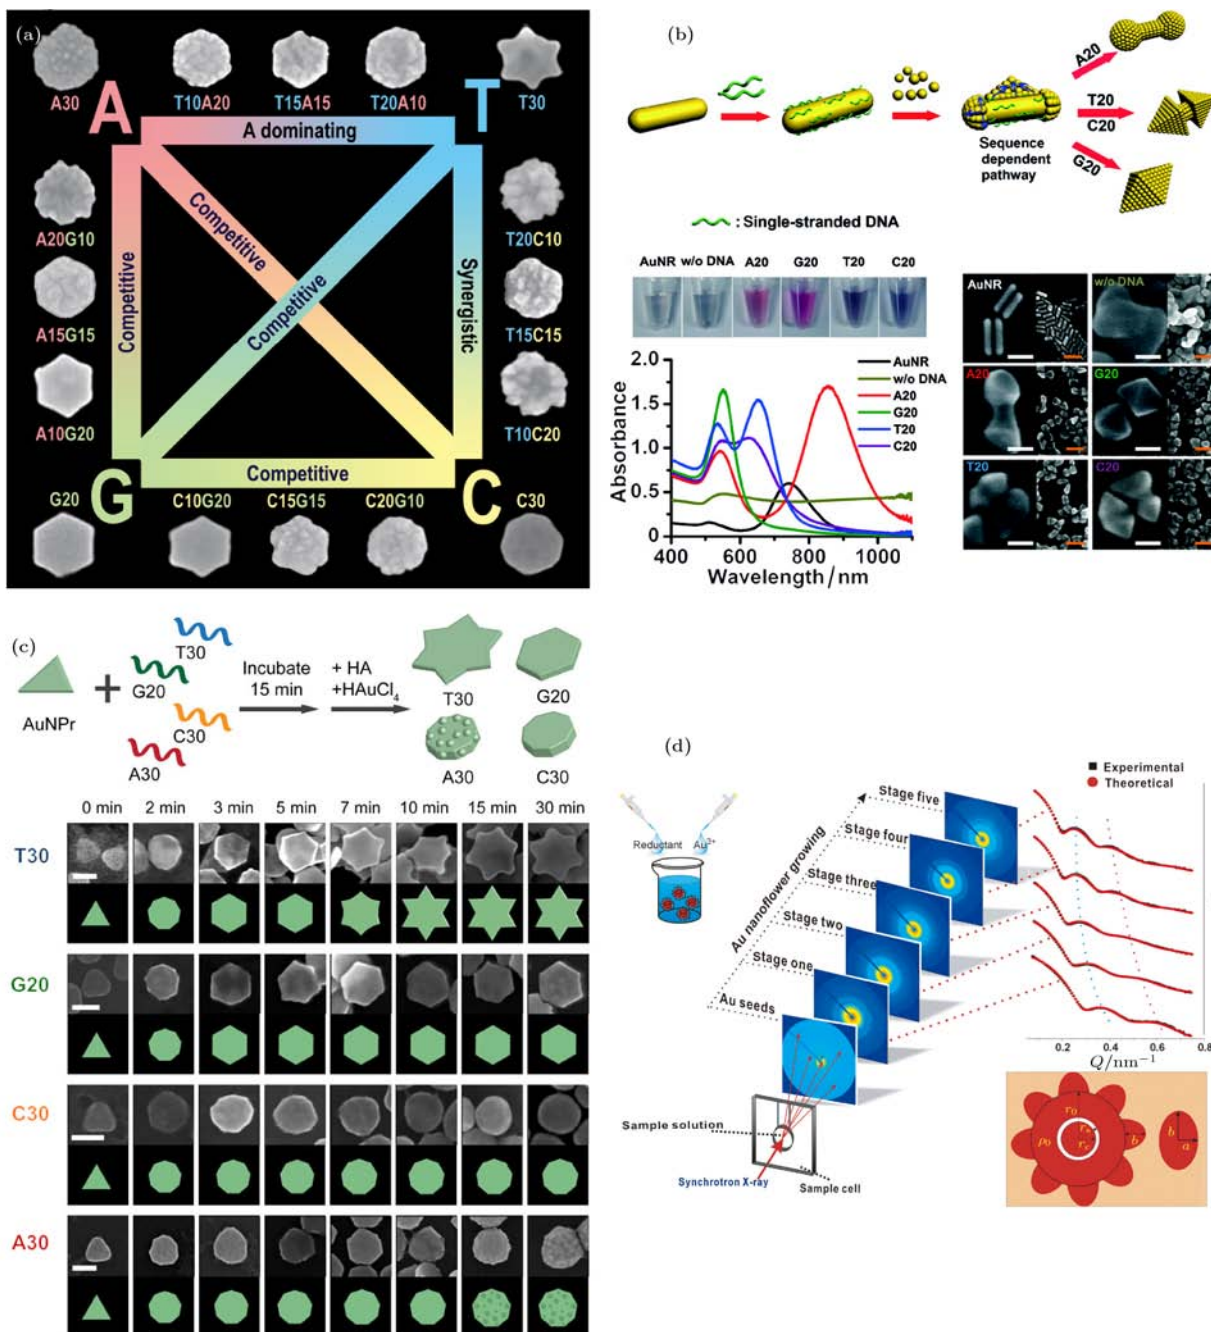 (a)
A30
T10A20
T15A15
T20A10
T30
A
T
A dominating
A20G10
T20C10
Competitive
Competitive
Competitive
Synergistic
A15G15
T15C15
A10G20
T10C20
Competitive
G20
G
C10G20
C15G15
C20G10
C
C30
(b)
A20
T20
C20
G20
Sequence
dependent
pathway
: Single-stranded DNA
AuNR w/o DNA A20 G20 T20 C20
Absorbance
2.0
1.5
1.0
0.5
0
400 600 800 1000
Wavelength/nm
AuNR
w/o DNA
A20
G20
T20
C20
AuNR
w/o DNA
A20
G20
T20
C20
(c)
AuNPr
+
T30
G20
C30
A30
Incubate
15 min
+ HA
+HAuCl4
T30
G20
A30
C30
0 min 2 min 3 min 5 min 7 min 10 min 15 min 30 min
T30
G20
C30
A30
(d)
Reductant
Au3+
Au nanoflower growing
Stage five
Stage four
Stage three
Stage two
Stage one
Au seeds
Sample solution
Synchrotron X-ray
Sample cell
Experimental
Theoretical
0.2 0.4 0.6 0.8
Q/nm−1
r0
ρ0
b
b
a